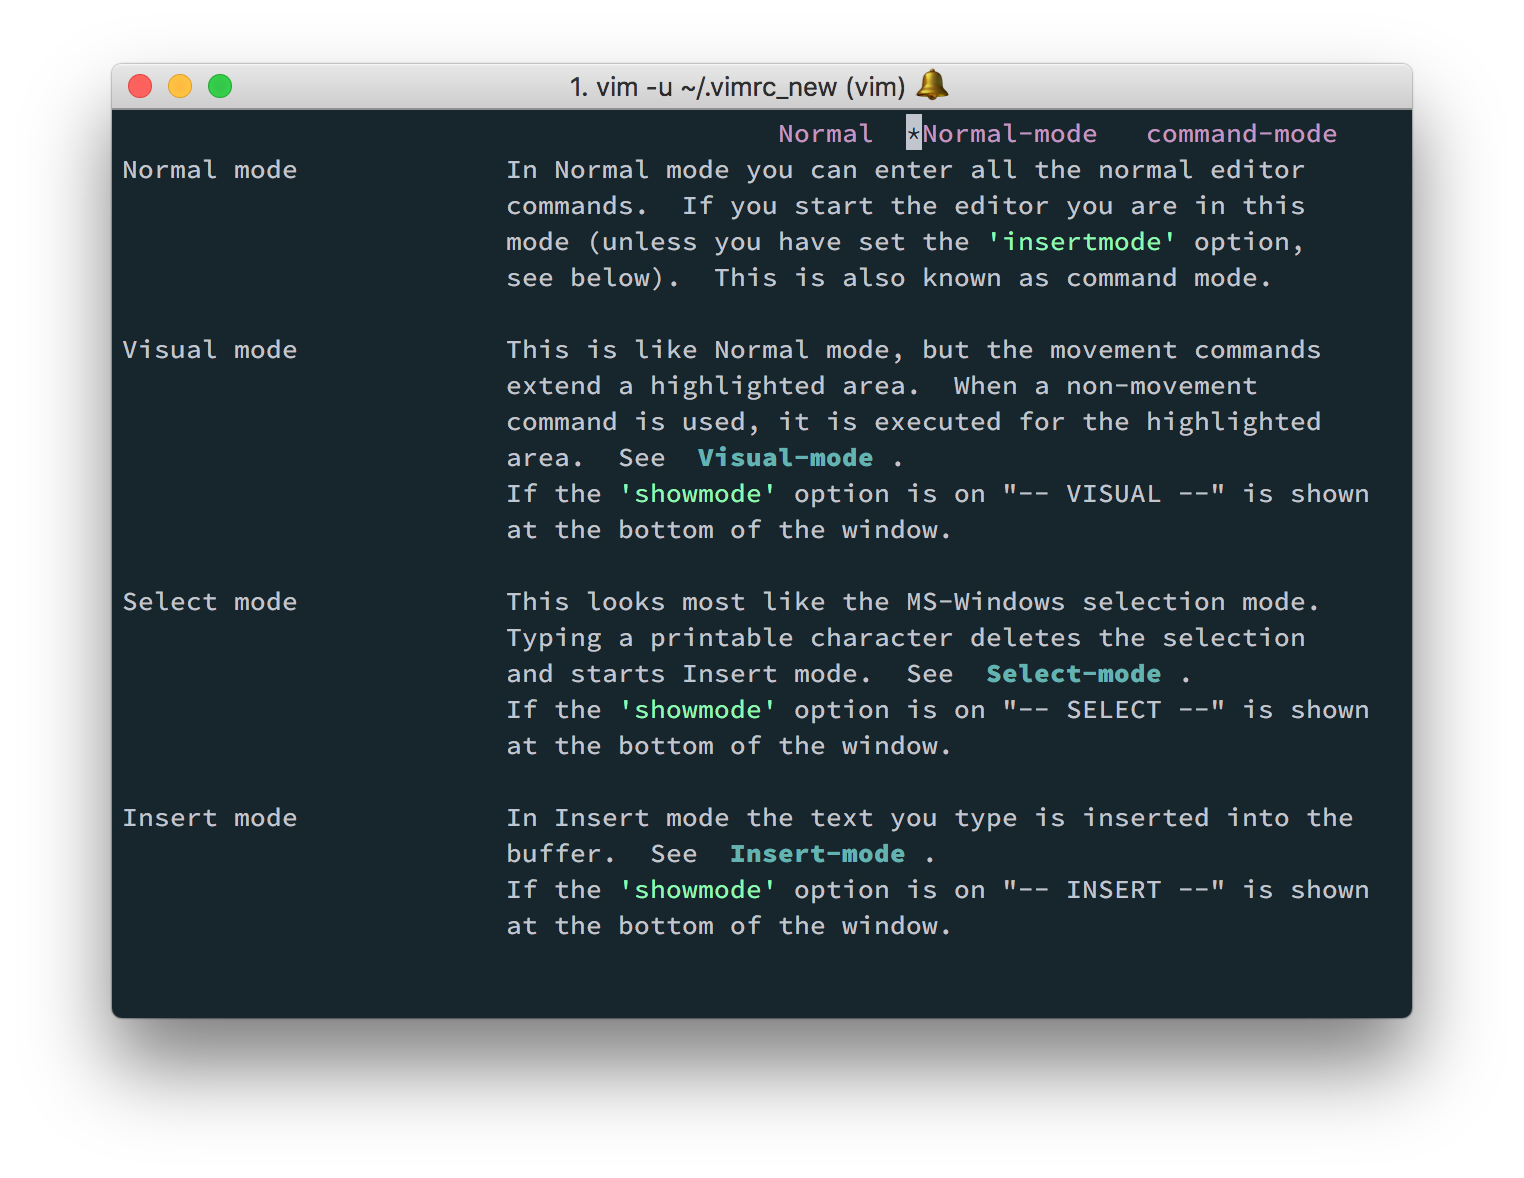 1. vim -u ~/.vimrc_new (vim)
Normal *Normal-mode command-mode
Normal mode In Normal mode you can enter all the normal editor
commands. If you start the editor you are in this
mode (unless you have set the 'insertmode' option,
see below). This is also known as command mode.
Visual mode This is like Normal mode, but the movement commands
extend a highlighted area. When a non-movement
command is used, it is executed for the highlighted
area. See Visual-mode .
If the 'showmode' option is on "-- VISUAL --" is shown
at the bottom of the window.
Select mode This looks most like the MS-Windows selection mode.
Typing a printable character deletes the selection
and starts Insert mode. See Select-mode .
If the 'showmode' option is on "-- SELECT --" is shown
at the bottom of the window.
Insert mode In Insert mode the text you type is inserted into the
buffer. See Insert-mode .
If the 'showmode' option is on "-- INSERT --" is shown
at the bottom of the window.